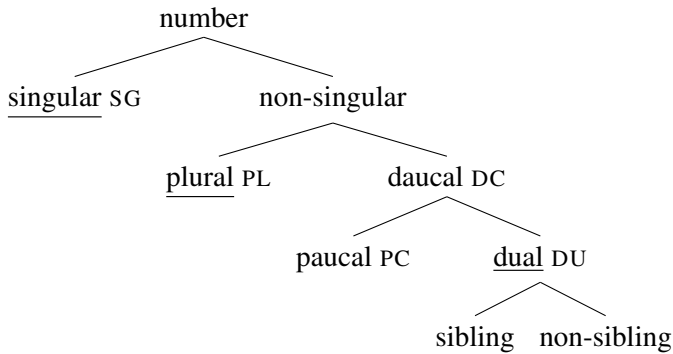 number
singular SG non-singular
plural PL daucal DC
paucal PC dual DU
sibling non-sibling